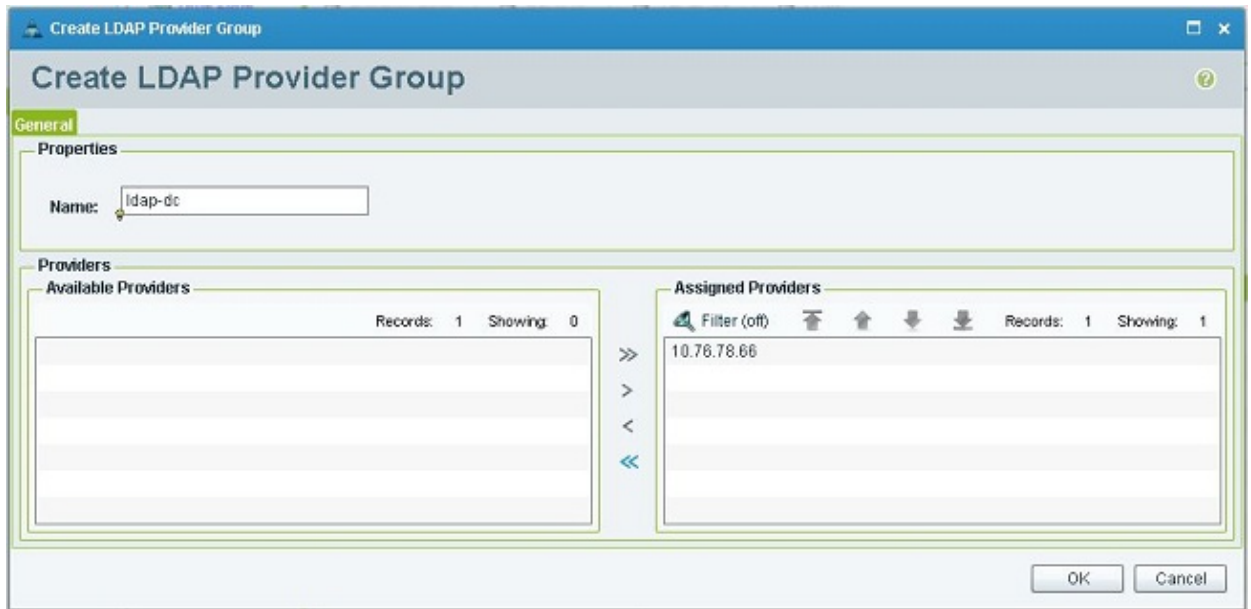 Create LDAP Provider Group
Create LDAP Provider Group
General
Properties
Name: ldap-dc
Providers
Available Providers
Records: 1 Showing: 0
Assigned Providers
Filter (off) Records: 1 Showing: 1
10.76.78.66
>>
>
<
<<
OK Cancel